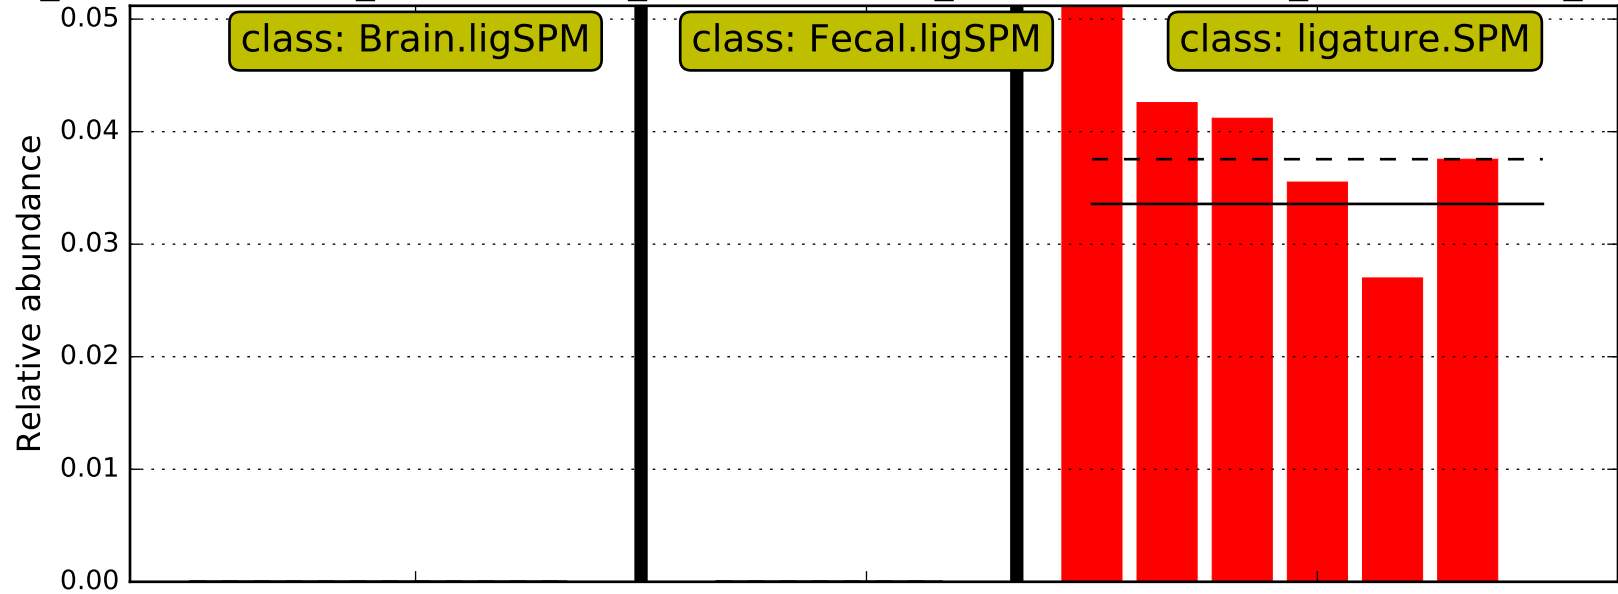 0.05
class: Brain.ligSPM
class: Fecal.ligSPM
class: ligature.SPM
0.04
0.03
0.02
0.01
0.00
Relative abundance